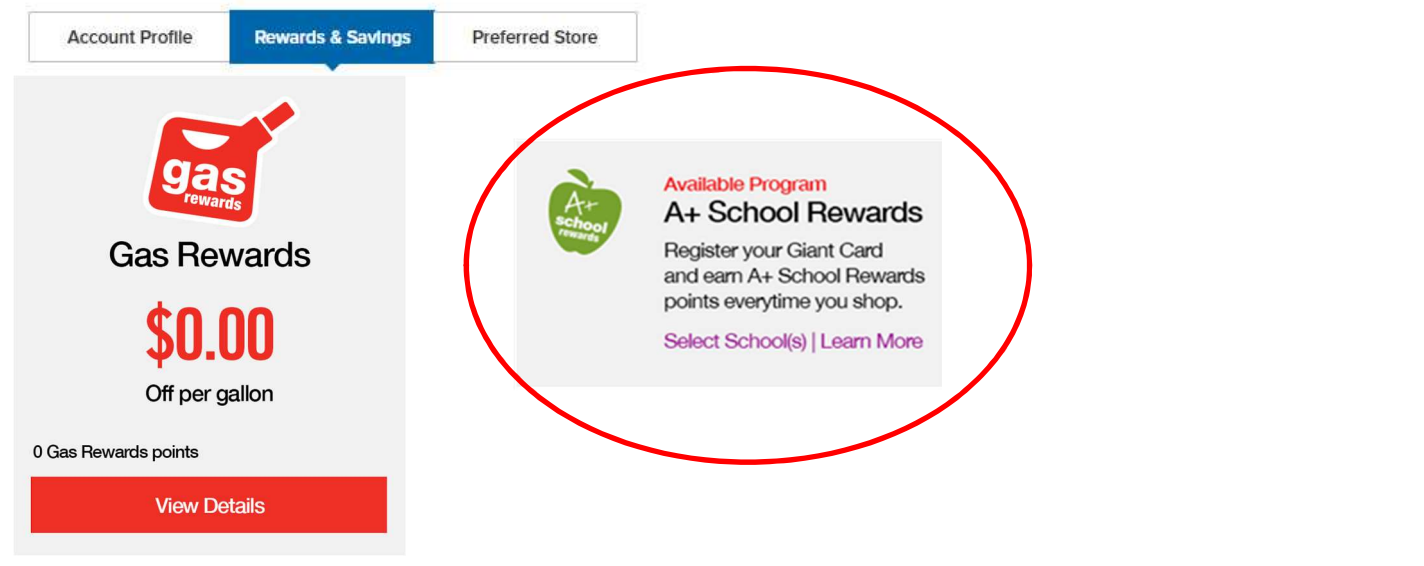 Account Profile
Rewards & Savings
Preferred Store
gas
rewards
Gas Rewards
$0.00
Off per gallon
0 Gas Rewards points
View Details
A+
school
rewards
Available Program
A+ School Rewards
Register your Giant Card
and earn A+ School Rewards
points everytime you shop.
Select School(s) | Learn More